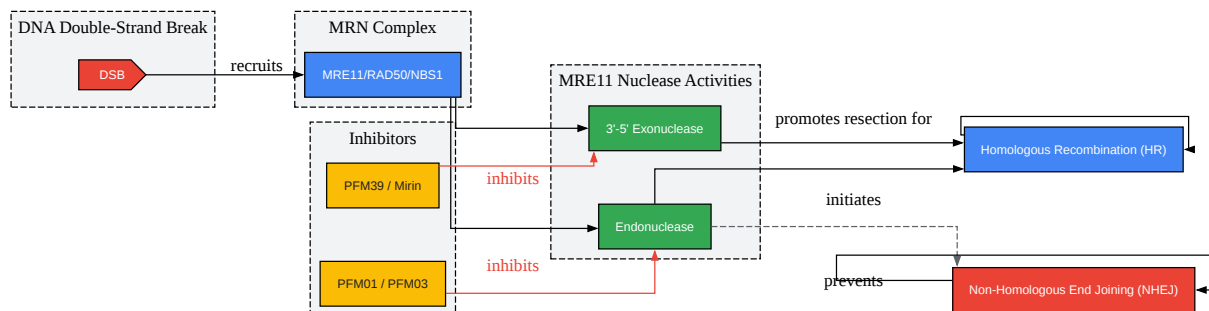 DNA Double-Strand Break
DSB
recruits
MRN Complex
MRE11/RAD50/NBS1
Inhibitors
PFM39 / Mirin
PFM01 / PFM03
inhibits
inhibits
MRE11 Nuclease Activities
3'-5' Exonuclease
Endonuclease
promotes resection for
initiates
prevents
Homologous Recombination (HR)
Non-Homologous End Joining (NHEJ)